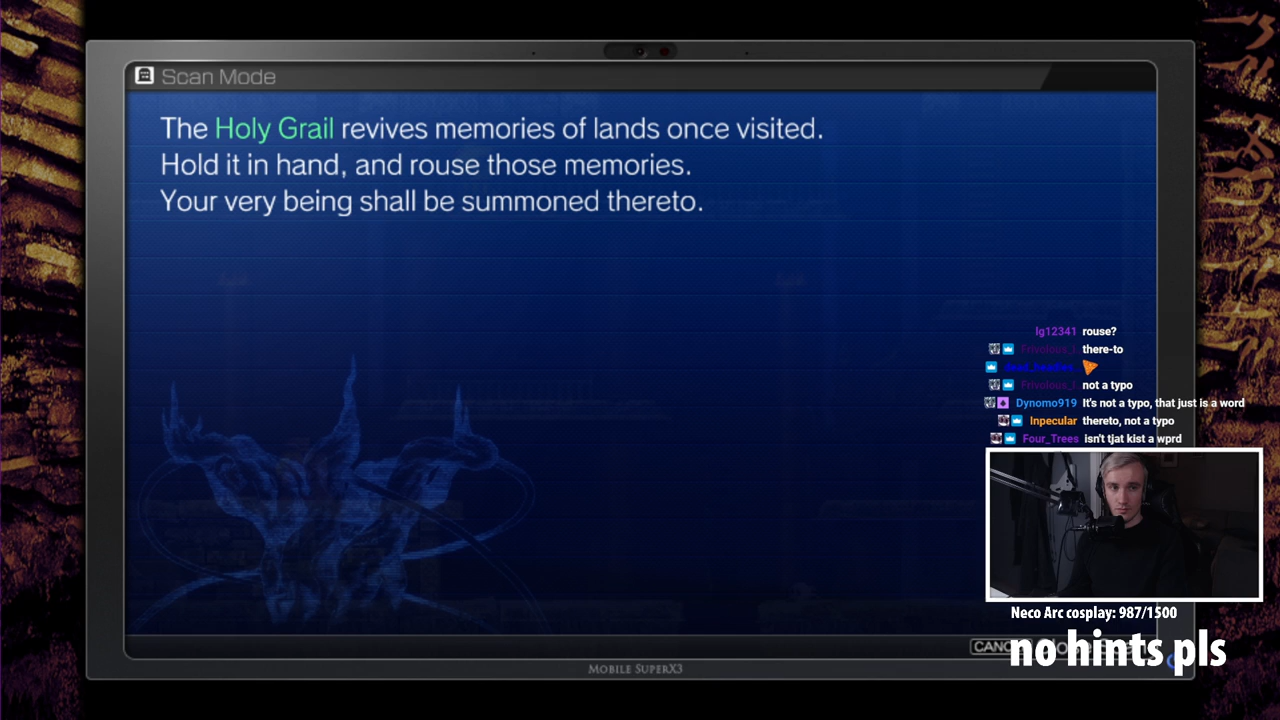 Scan Mode
The Holy Grail revives memories of lands once visited.
Hold it in hand, and rouse those memories.
Your very being shall be summoned thereto.
lg12341 rouse?
Frivolous_I there-to
not a typo
Dynomo919 It's not a typo, that just is a word
Inpecular thereto, not a typo
Four_Trees isn't tjat kist a wprd
Neco Arc cosplay: 987/1500
no hints pls
MOBILE SUPERX3